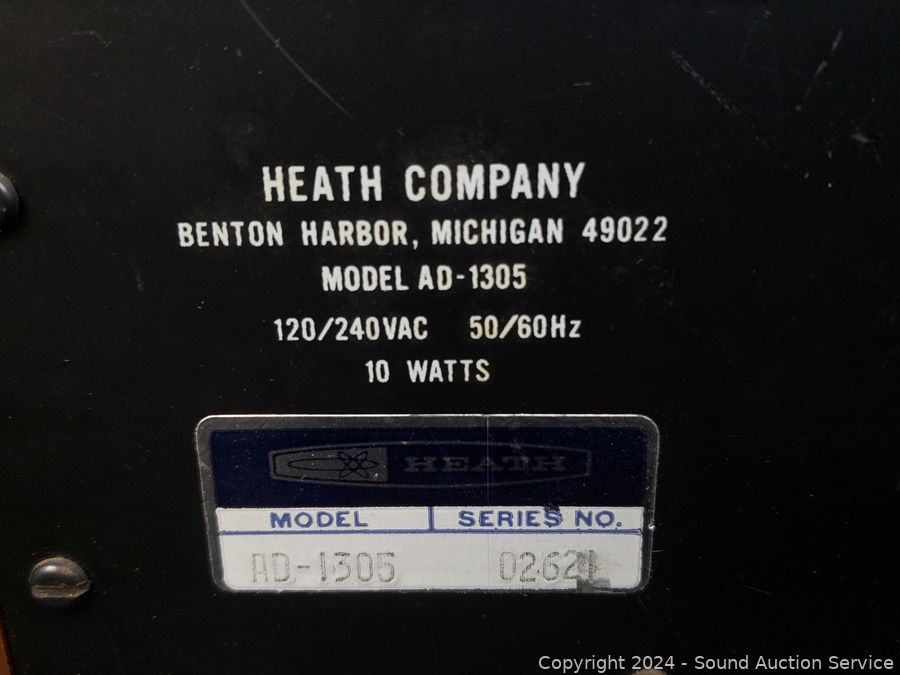 HEATH COMPANY
BENTON HARBOR, MICHIGAN 49022
MODEL AD-1305
120/240VAC 50/60Hz
10 WATTS
HEATH
MODEL SERIES NO.
AD-1305 02621
Copyright 2024 - Sound Auction Service